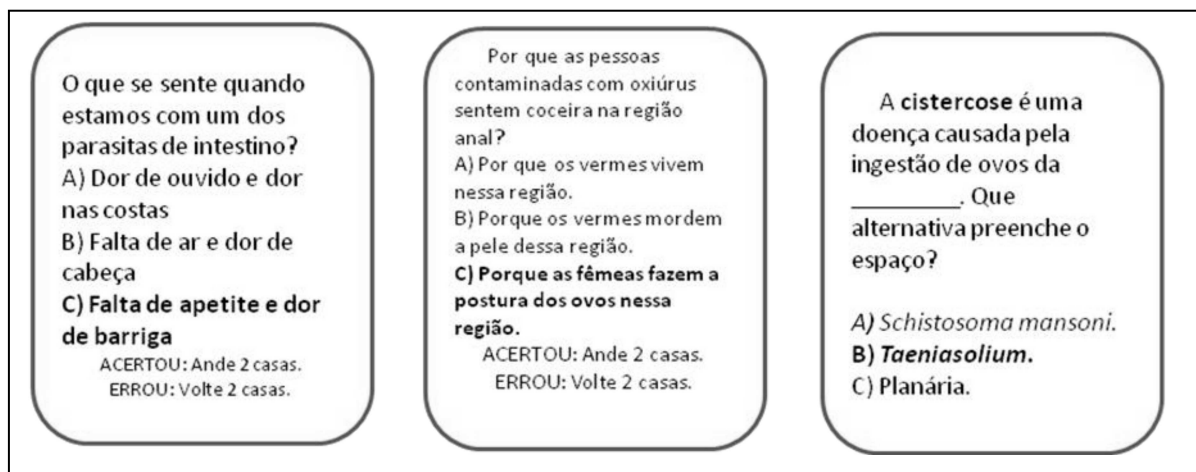 O que se sente quando
estamos com um dos
parasitas de intestino?
A) Dor de ouvido e dor
nas costas
B) Falta de ar e dor de
cabeça
C) Falta de apetite e dor
de barriga
ACERTOU: Ande 2 casas.
ERROU: Volte 2 casas.
Por que as pessoas
contaminadas com oxiúrus
sentem coceira na região
anal?
A) Por que os vermes vivem
nessa região.
B) Porque os vermes mordem
a pele dessa região.
C) Porque as fêmeas fazem a
postura dos ovos nessa
região.
ACERTOU: Ande 2 casas.
ERROU: Volte 2 casas.
A cistercose é uma
doença causada pela
ingestão de ovos da
_________. Que
alternativa preenche o
espaço?
A) Schistosoma mansoni.
B) Taeniasolium.
C) Planária.